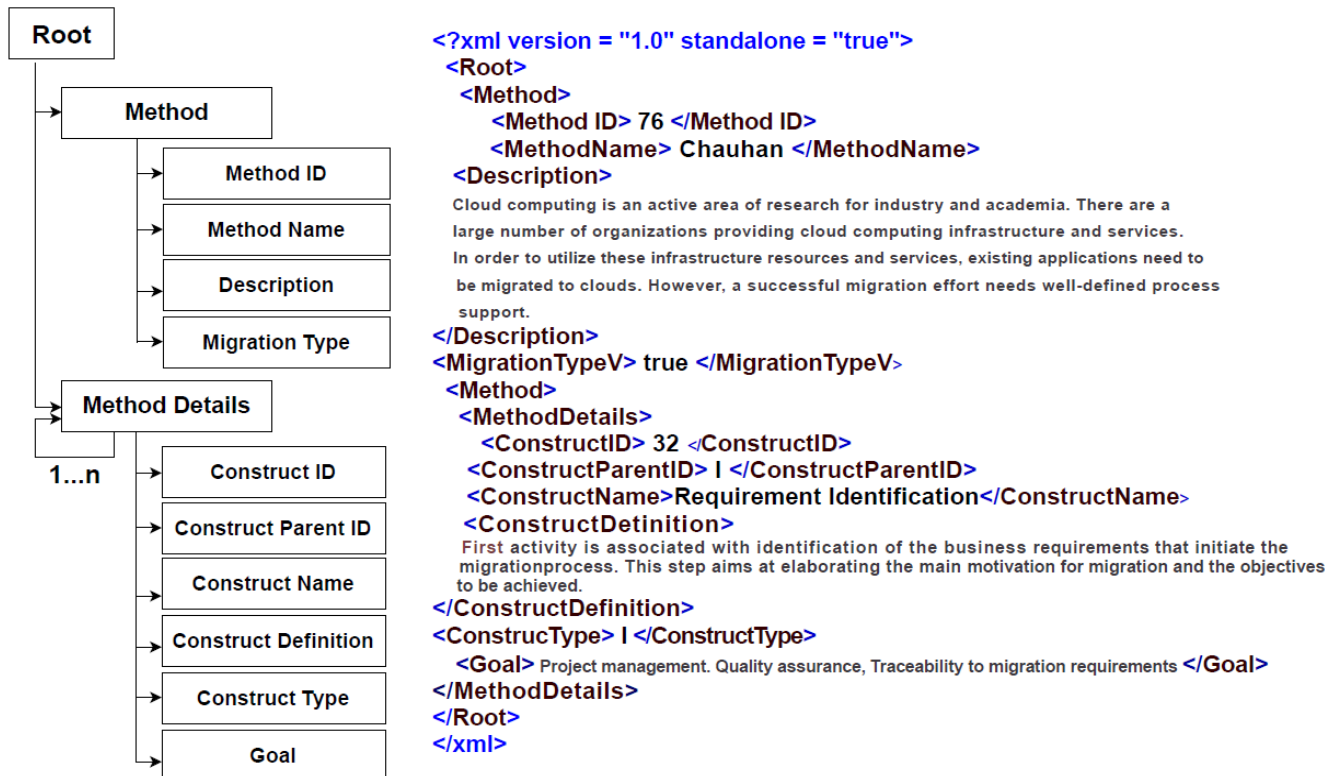 Root
Method
Method ID
Method Name
Description
Migration Type
Method Details
1...n
Construct ID
Construct Parent ID
Construct Name
Construct Definition
Construct Type
Goal
<?xml version = "1.0" standalone = "true">
<Root>
<Method>
<Method ID> 76 </Method ID>
<MethodName> Chauhan </MethodName>
<Description>
Cloud computing is an active area of research for industry and academia. There are a
large number of organizations providing cloud computing infrastructure and services.
In order to utilize these infrastructure resources and services, existing applications need to
be migrated to clouds. However, a successful migration effort needs well-defined process
support.
</Description>
<MigrationTypeV> true </MigrationTypeV>
<Method>
<MethodDetails>
<ConstructID> 32 </ConstructID>
<ConstructParentID> I </ConstructParentID>
<ConstructName>Requirement Identification</ConstructName>
<ConstructDetinition>
First activity is associated with identification of the business requirements that initiate the
migrationprocess. This step aims at elaborating the main motivation for migration and the objectives
to be achieved.
</ConstructDefinition>
<ConstrucType> I </ConstructType>
<Goal> Project management. Quality assurance, Traceability to migration requirements </Goal>
</MethodDetails>
</Root>
</xml>